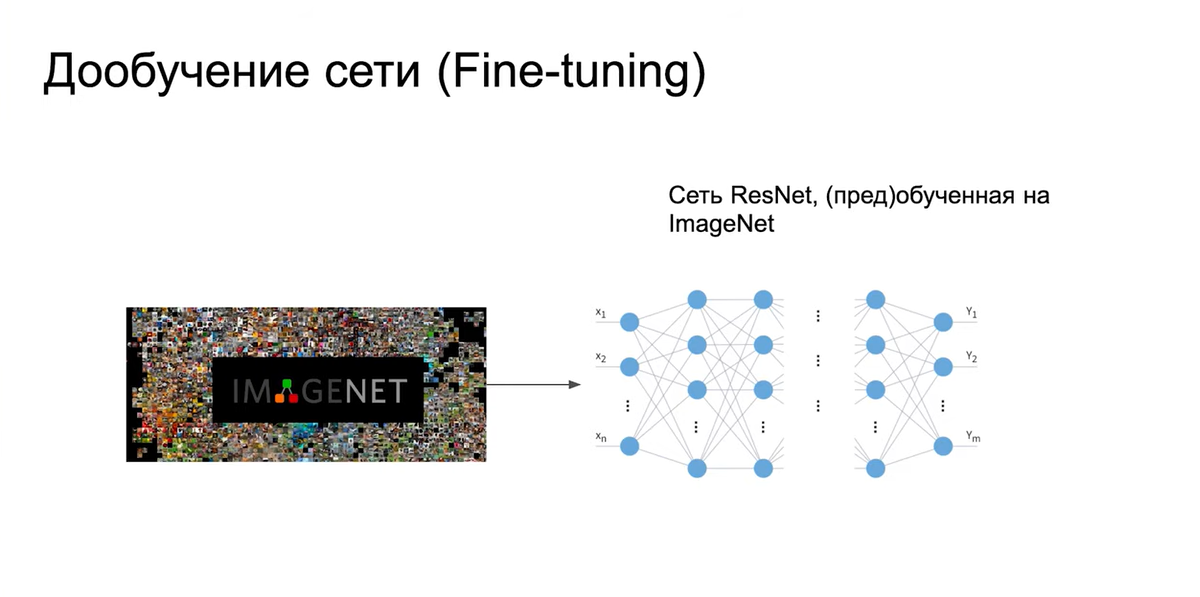 Дообучение сети (Fine-tuning)
Сеть ResNet, (пред)обученная на
ImageNet
IMAGENET
x1
x2
xn
Y1
Y2
Ym